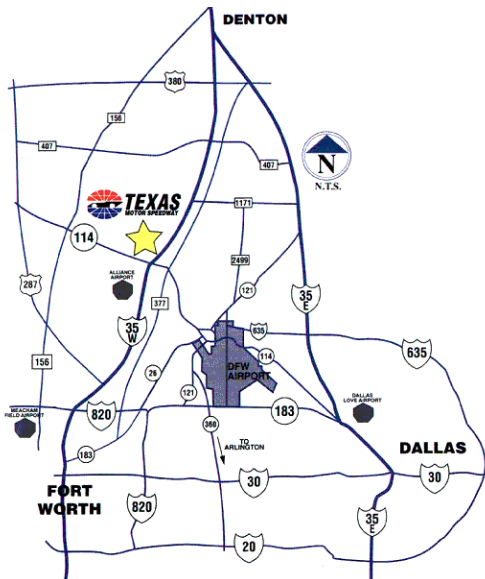 DENTON
380
156
407
407
N
N.T.S.
TEXAS
MOTOR SPEEDWAY
1171
114
2499
ALLIANCE
AIRPORT
287
121
377
35
E
35
W
635
635
156
114
26
DFW
AIRPORT
121
DALLAS
LOVE AIRPORT
MEACHAM
FIELD AIRPORT
820
183
360
TO
ARLINGTON
183
DALLAS
FORT
WORTH
30
30
820
35
E
20